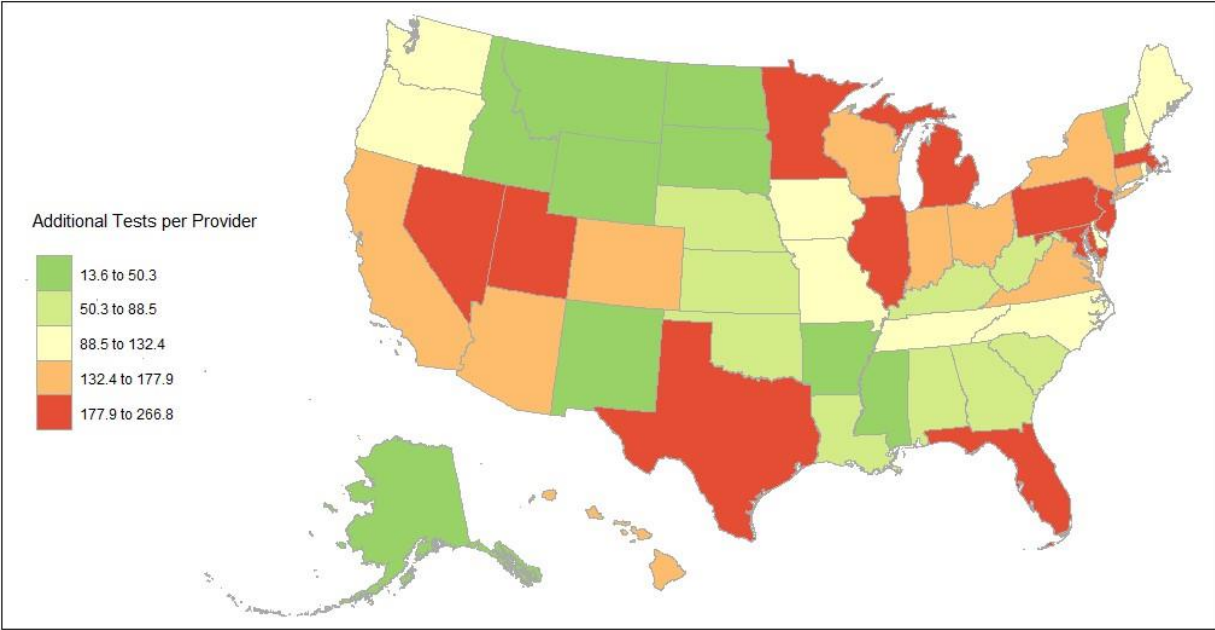 Additional Tests per Provider
13.6 to 50.3
50.3 to 88.5
88.5 to 132.4
132.4 to 177.9
177.9 to 266.8